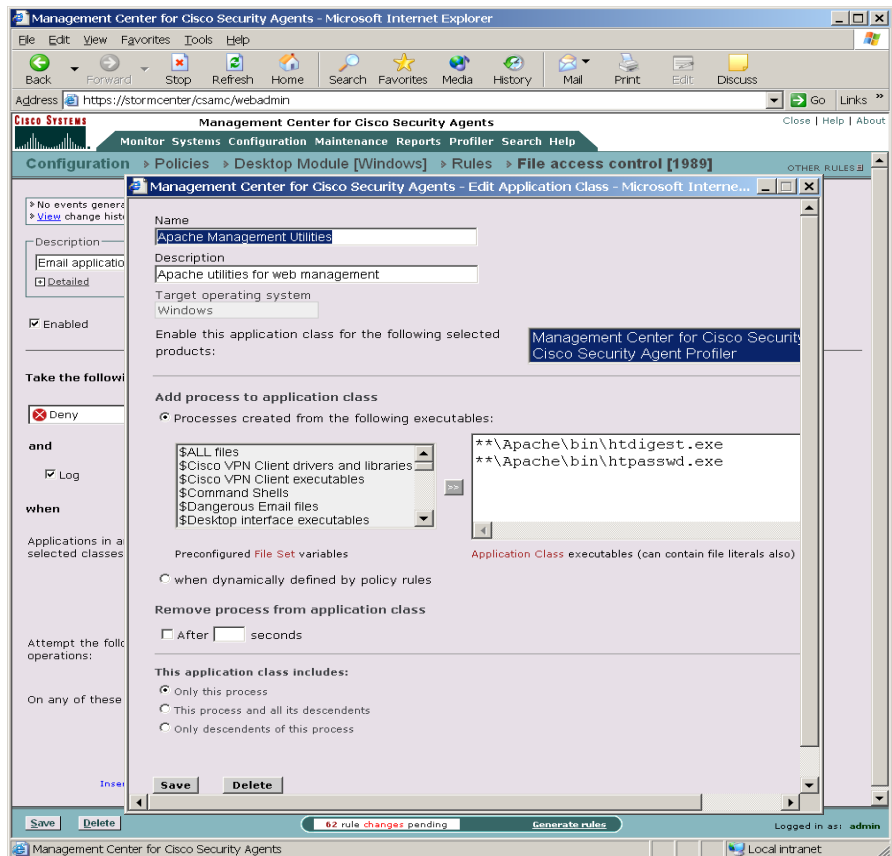 Management Center for Cisco Security Agents - Microsoft Internet Explorer
File Edit View Favorites Tools Help
Back Forward Stop Refresh Home Search Favorites Media History Mail Print Edit Discuss
Address https://stormcenter/csamc/webadmin Go Links »
CISCO SYSTEMS
Management Center for Cisco Security Agents
Close | Help | About
Monitor Systems Configuration Maintenance Reports Profiler Search Help
Configuration > Policies > Desktop Module [Windows] > Rules > File access control [1989]
OTHER RULES
Management Center for Cisco Security Agents - Edit Application Class - Microsoft Interne...
No events genera
View change hist
Description
Email applicatio
Detailed
Enabled
Take the followi
Deny
and
Log
when
Applications in a
selected classes
Attempt the follo
operations:
On any of these
Inse
Name
Apache Management Utilities
Description
Apache utilities for web management
Target operating system
Windows
Enable this application class for the following selected
products:
Management Center for Cisco Security
Cisco Security Agent Profiler
Add process to application class
Processes created from the following executables:
$ALL files
$Cisco VPN Client drivers and libraries
$Cisco VPN Client executables
$Command Shells
$Dangerous Email files
$Desktop interface executables
>>
**\Apache\bin\htdigest.exe
**\Apache\bin\htpasswd.exe
Preconfigured File Set variables
Application Class executables (can contain file literals also)
when dynamically defined by policy rules
Remove process from application class
After seconds
This application class includes:
Only this process
This process and all its descendents
Only descendents of this process
Save Delete
Save Delete
62 rule changes pending Generate rules
Logged in as: admin
Management Center for Cisco Security Agents
Local intranet